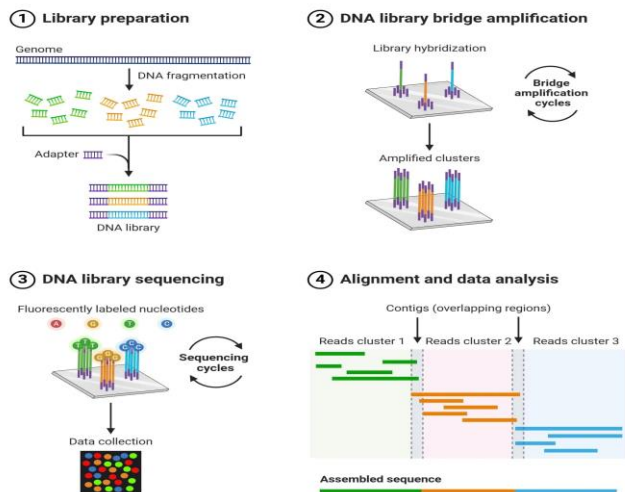 1 Library preparation
Genome
DNA fragmentation
Adapter
DNA library
2 DNA library bridge amplification
Library hybridization
Bridge
amplification
cycles
Amplified clusters
3 DNA library sequencing
Fluorescently labeled nucleotides
A G T C
Sequencing
cycles
Data collection
4 Alignment and data analysis
Contigs (overlapping regions)
Reads cluster 1 Reads cluster 2 Reads cluster 3
Assembled sequence